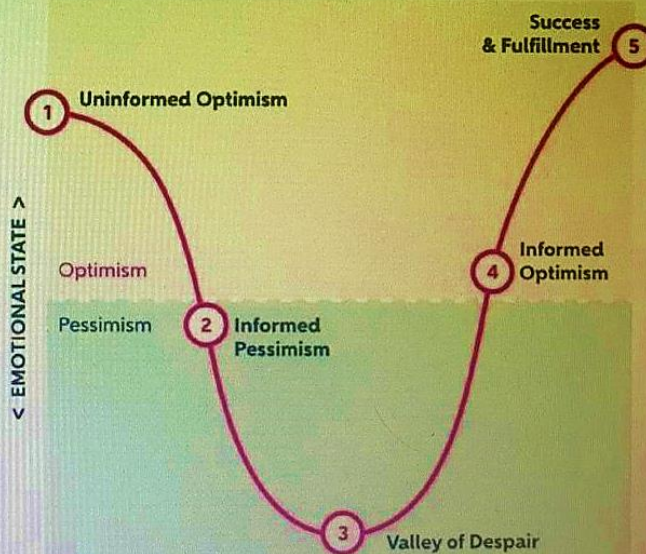 Success
& Fulfillment
5
1
Uninformed Optimism
< EMOTIONAL STATE >
Optimism
4
Informed
Optimism
Pessimism
2
Informed
Pessimism
3
Valley of Despair